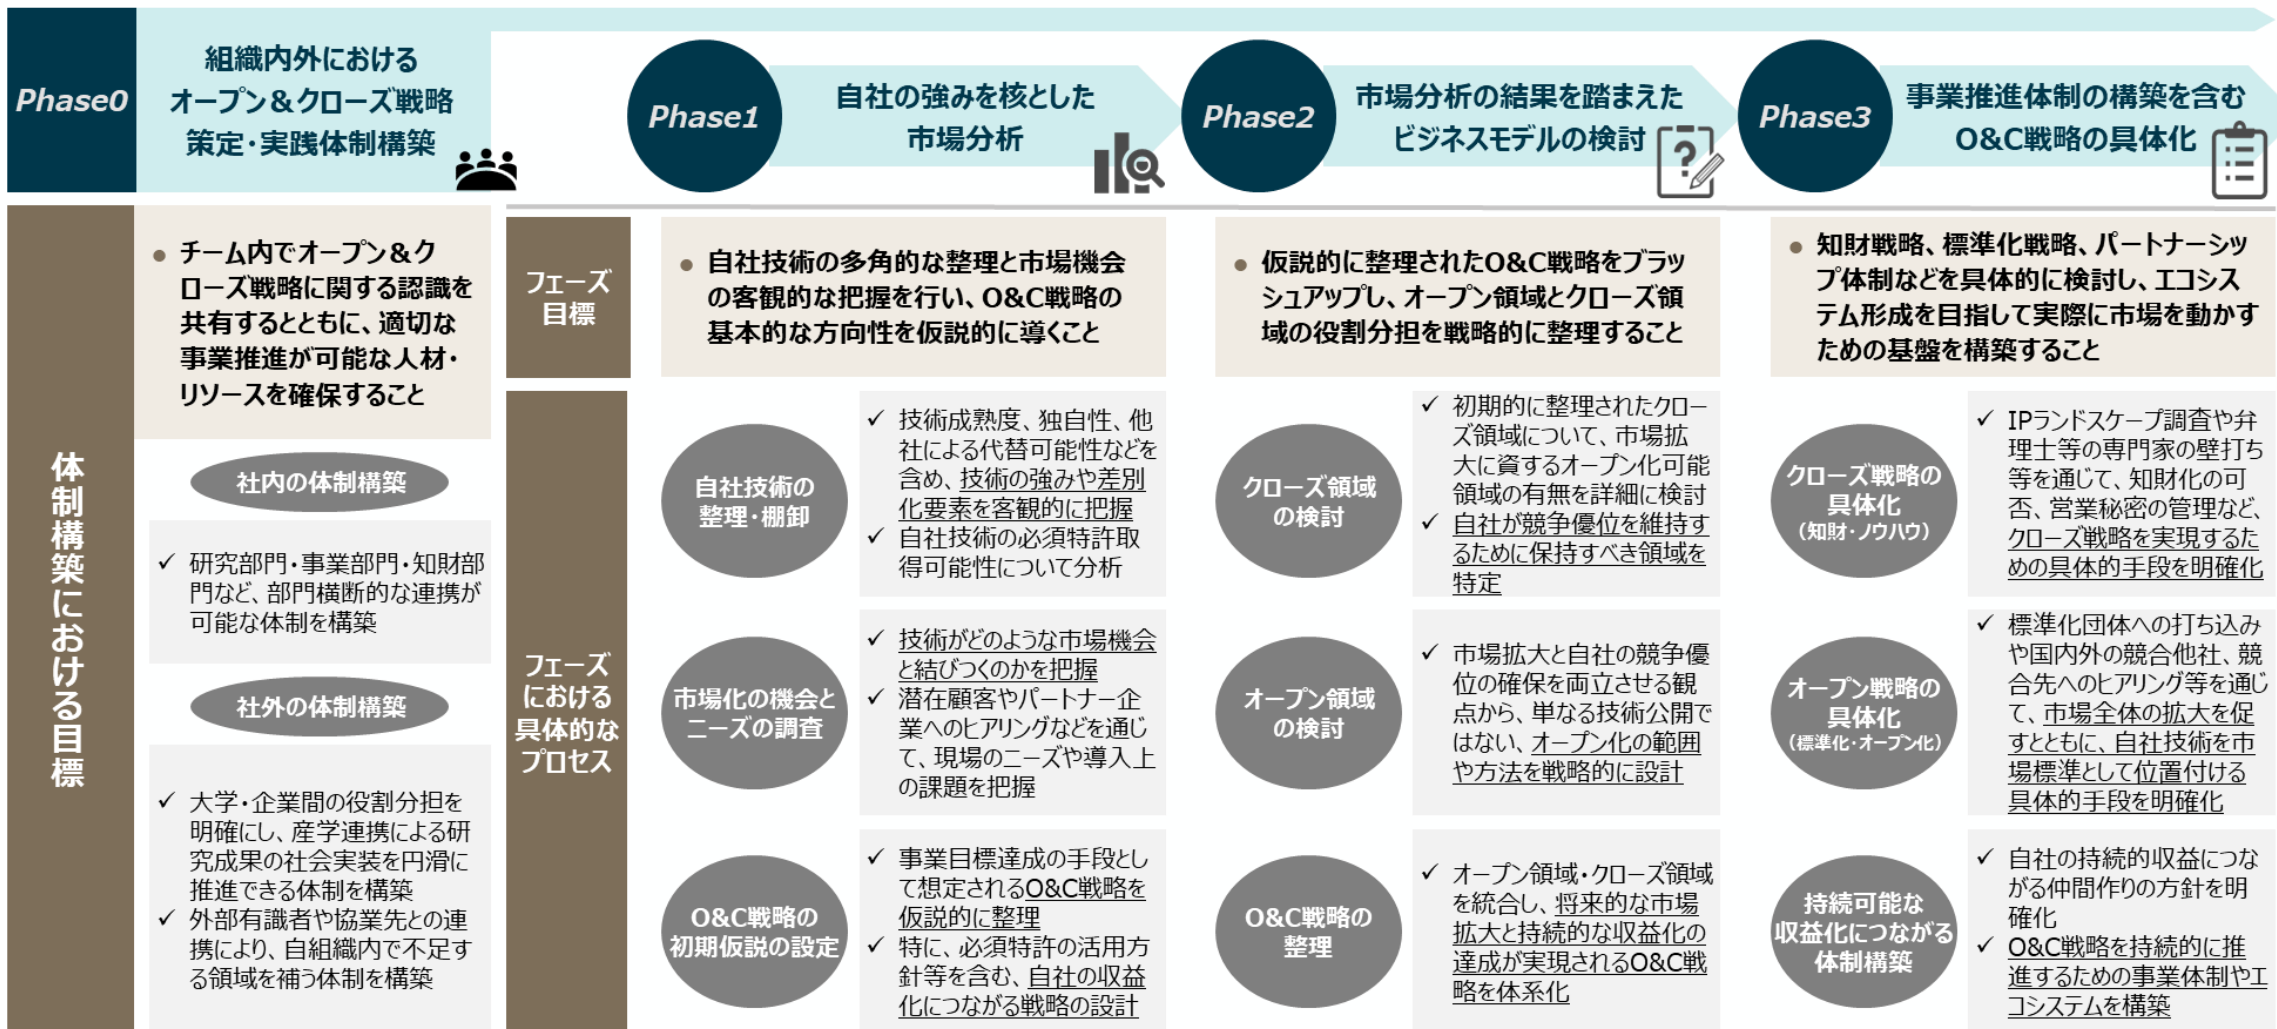 Phase0
組織内外における
オープン＆クローズ戦略
策定・実践体制構築
Phase1
自社の強みを核とした
市場分析
Phase2
市場分析の結果を踏まえた
ビジネスモデルの検討
Phase3
事業推進体制の構築を含む
O&C戦略の具体化
体制構築における目標
• チーム内でオープン＆ク
ローズ戦略に関する認識を
共有するとともに、適切な
事業推進が可能な人材・
リソースを確保すること
社内の体制構築
✓ 研究部門・事業部門・知財部
門など、部門横断的な連携が
可能な体制を構築
社外の体制構築
✓ 大学・企業間の役割分担を
明確にし、産学連携による研
究成果の社会実装を円滑に
推進できる体制を構築
✓ 外部有識者や協業先との連
携により、自組織内で不足す
る領域を補う体制を構築
フェーズ
目標
• 自社技術の多角的な整理と市場機会
の客観的な把握を行い、O&C戦略の
基本的な方向性を仮説的に導くこと
• 仮説的に整理されたO&C戦略をブラッ
シュアップし、オープン領域とクローズ領
域の役割分担を戦略的に整理すること
• 知財戦略、標準化戦略、パートナーシッ
プ体制などを具体的に検討し、エコシス
テム形成を目指して実際に市場を動かす
ための基盤を構築すること
フェーズ
における
具体的な
プロセス
自社技術の
整理・棚卸
✓ 技術成熟度、独自性、他
社による代替可能性などを
含め、技術の強みや差別
化要素を客観的に把握
✓ 自社技術の必須特許取
得可能性について分析
クローズ領域
の検討
✓ 初期的に整理されたクロー
ズ領域について、市場拡
大に資するオープン化可能
領域の有無を詳細に検討
✓ 自社が競争優位を維持す
るために保持すべき領域を
特定
クローズ戦略の
具体化
（知財・ノウハウ）
✓ IPランドスケープ調査や弁
理士等の専門家の壁打ち
等を通じて、知財化の可
否、営業秘密の管理など、
クローズ戦略を実現するた
めの具体的手段を明確化
市場化の機会と
ニーズの調査
✓ 技術がどのような市場機会
と結びつくのかを把握
✓ 潜在顧客やパートナー企
業へのヒアリングなどを通じ
て、現場のニーズや導入上
の課題を把握
オープン領域
の検討
✓ 市場拡大と自社の競争優
位の確保を両立させる観
点から、単なる技術公開で
はない、オープン化の範囲
や方法を戦略的に設計
オープン戦略の
具体化
（標準化・オープン化）
✓ 標準化団体への打ち込み
や国内外の競合他社、競
合先へのヒアリング等を通じ
て、市場全体の拡大を促
すとともに、自社技術を市
場標準として位置付ける
具体的手段を明確化
O&C戦略の
初期仮説の設定
✓ 事業目標達成の手段とし
て想定されるO&C戦略を
仮説的に整理
✓ 特に、必須特許の活用方
針等を含む、自社の収益
化につながる戦略の設計
O&C戦略の
整理
✓ オープン領域・クローズ領域
を統合し、将来的な市場
拡大と持続的な収益化の
達成が実現されるO&C戦
略を体系化
持続可能な
収益化につながる
体制構築
✓ 自社の持続的収益につな
がる仲間作りの方針を明
確化
✓ O&C戦略を持続的に推
進するための事業体制やエ
コシステムを構築